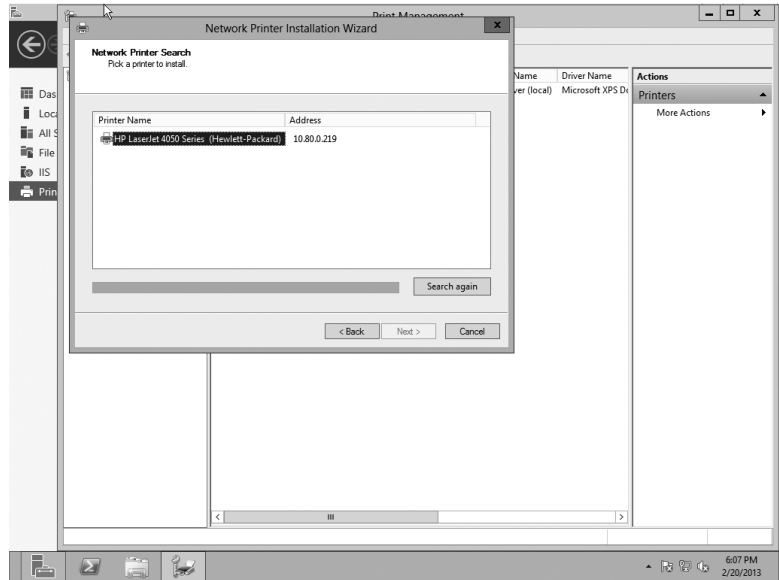 Print Management
Network Printer Installation Wizard
Network Printer Search
Pick a printer to install.
Printer Name Address
HP LaserJet 4050 Series (Hewlett-Packard) 10.80.0.219
Search again
< Back Next > Cancel
Name Driver Name
ver (local) Microsoft XPS Do
Actions
Printers
More Actions
Das
Loca
All S
File
IIS
Prin
6:07 PM
2/20/2013